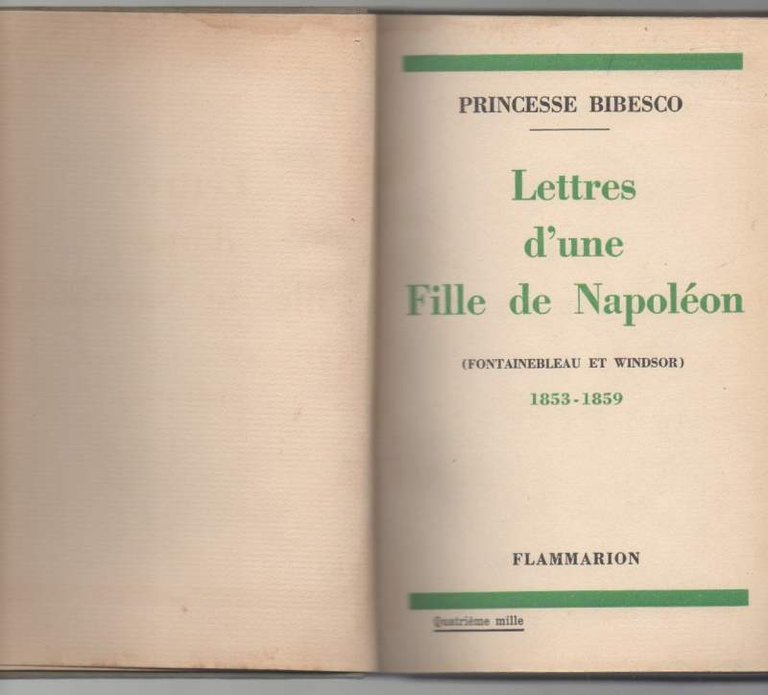 PRINCESSE BIBESCO
Lettres
d'une
Fille de Napoléon
(FONTAINEBLEAU ET WINDSOR)
1853-1859
FLAMMARION
Quatrième mille